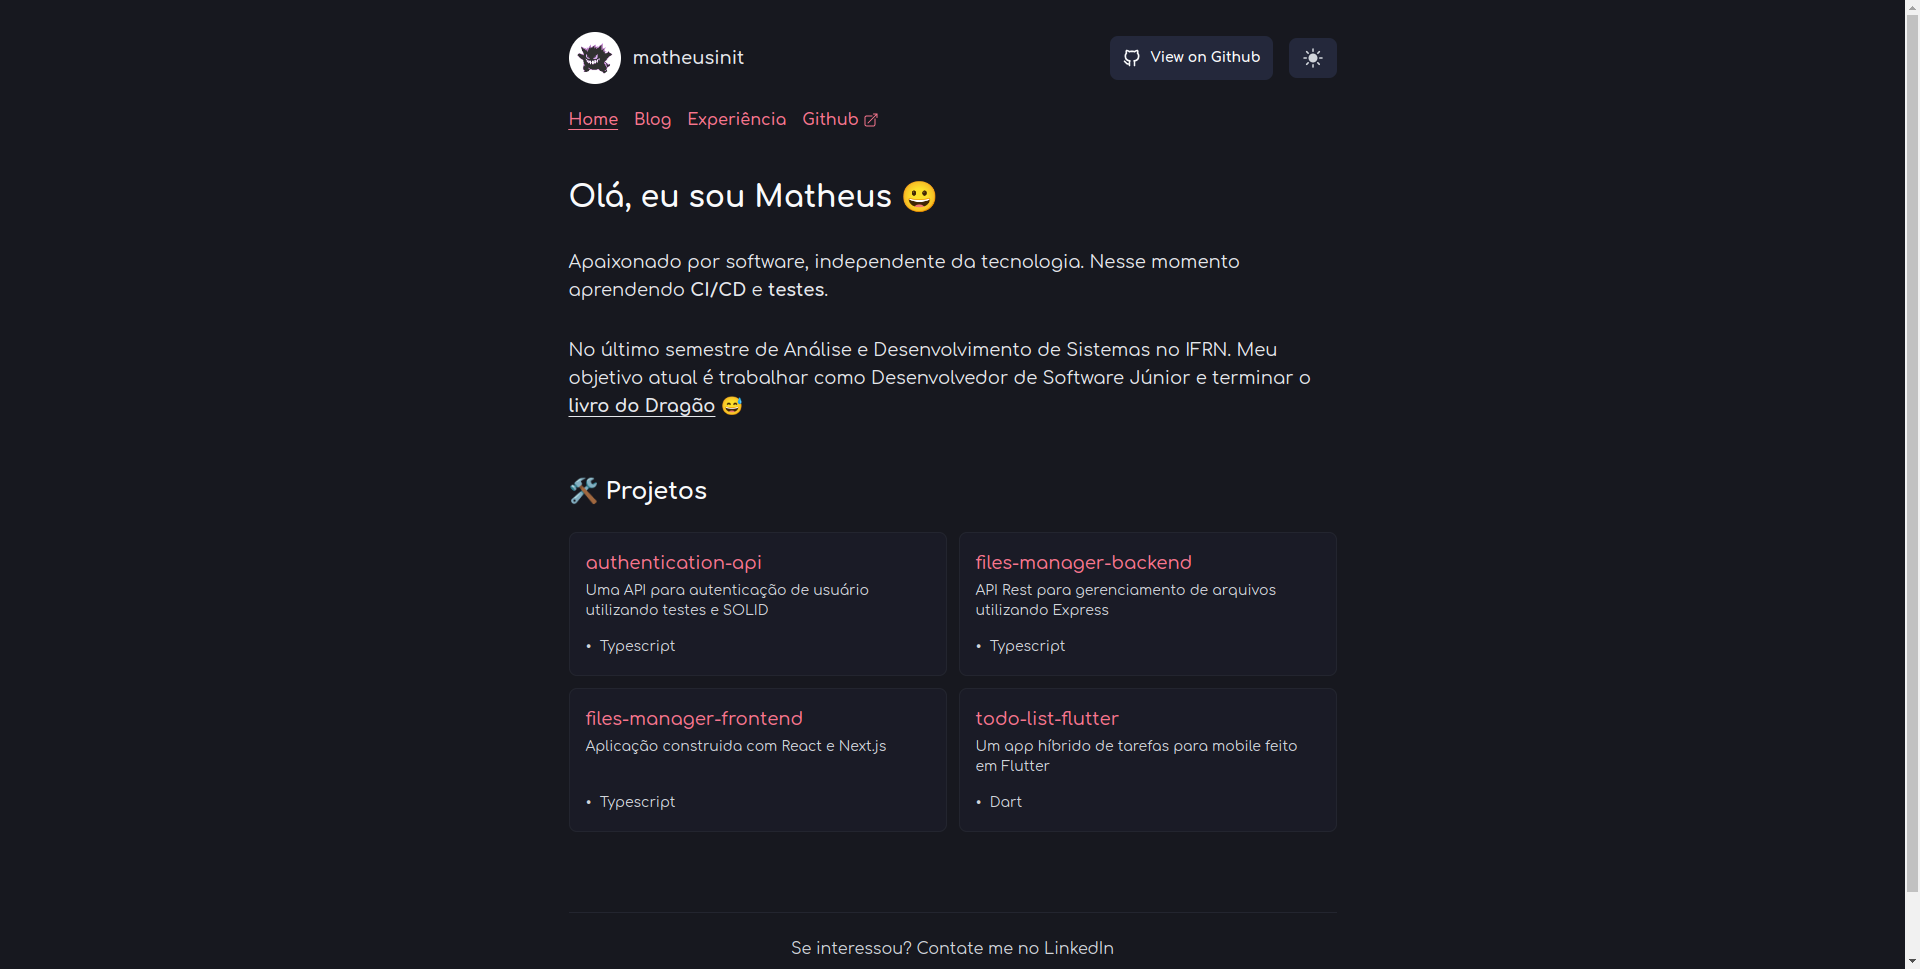 matheusinit
View on Github
Home Blog Experiência Github
Olá, eu sou Matheus 😀
Apaixonado por software, independente da tecnologia. Nesse momento
aprendendo CI/CD e testes.
No último semestre de Análise e Desenvolvimento de Sistemas no IFRN. Meu
objetivo atual é trabalhar como Desenvolvedor de Software Júnior e terminar o
livro do Dragão 😅
🛠️ Projetos
authentication-api
Uma API para autenticação de usuário
utilizando testes e SOLID
• Typescript
files-manager-backend
API Rest para gerenciamento de arquivos
utilizando Express
• Typescript
files-manager-frontend
Aplicação construida com React e Next.js
• Typescript
todo-list-flutter
Um app híbrido de tarefas para mobile feito
em Flutter
• Dart
Se interessou? Contate me no LinkedIn